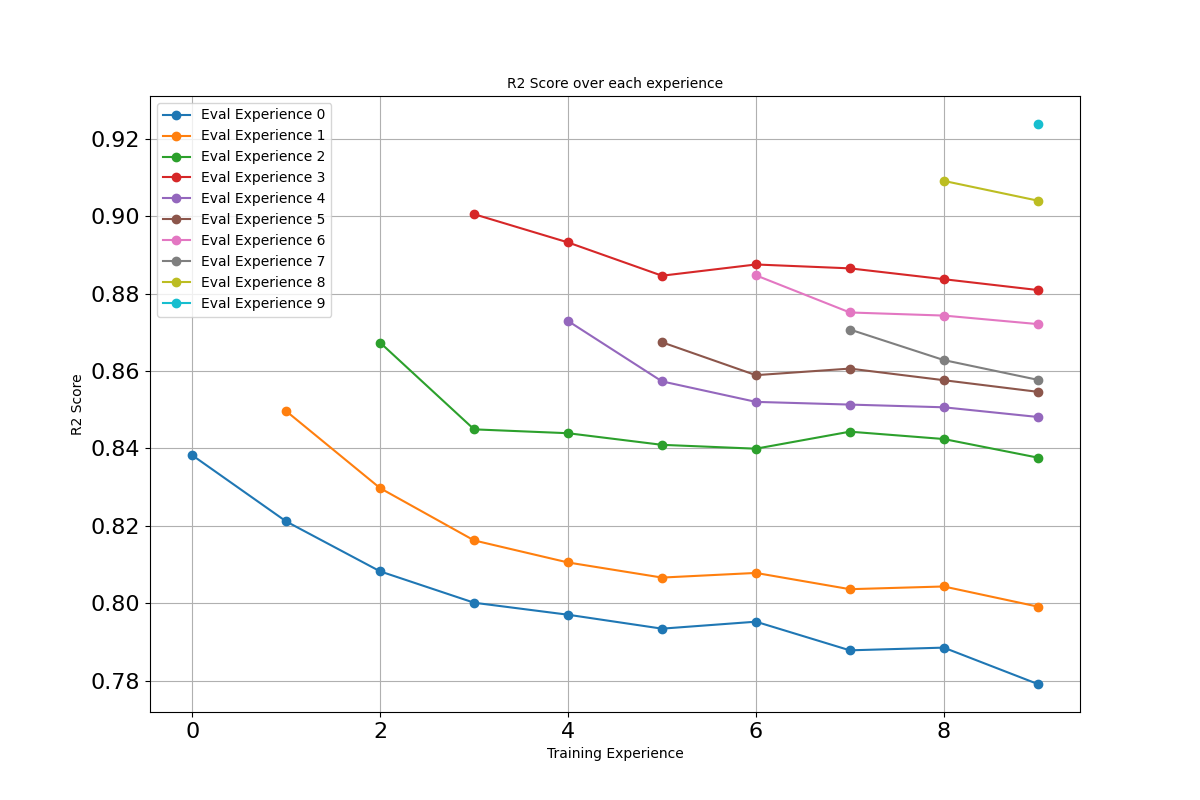 R2 Score over each experience
Eval Experience 0
Eval Experience 1
Eval Experience 2
Eval Experience 3
Eval Experience 4
Eval Experience 5
Eval Experience 6
Eval Experience 7
Eval Experience 8
Eval Experience 9
0.92
0.90
0.88
0.86
0.84
0.82
0.80
0.78
R2 Score
0 2 4 6 8
Training Experience